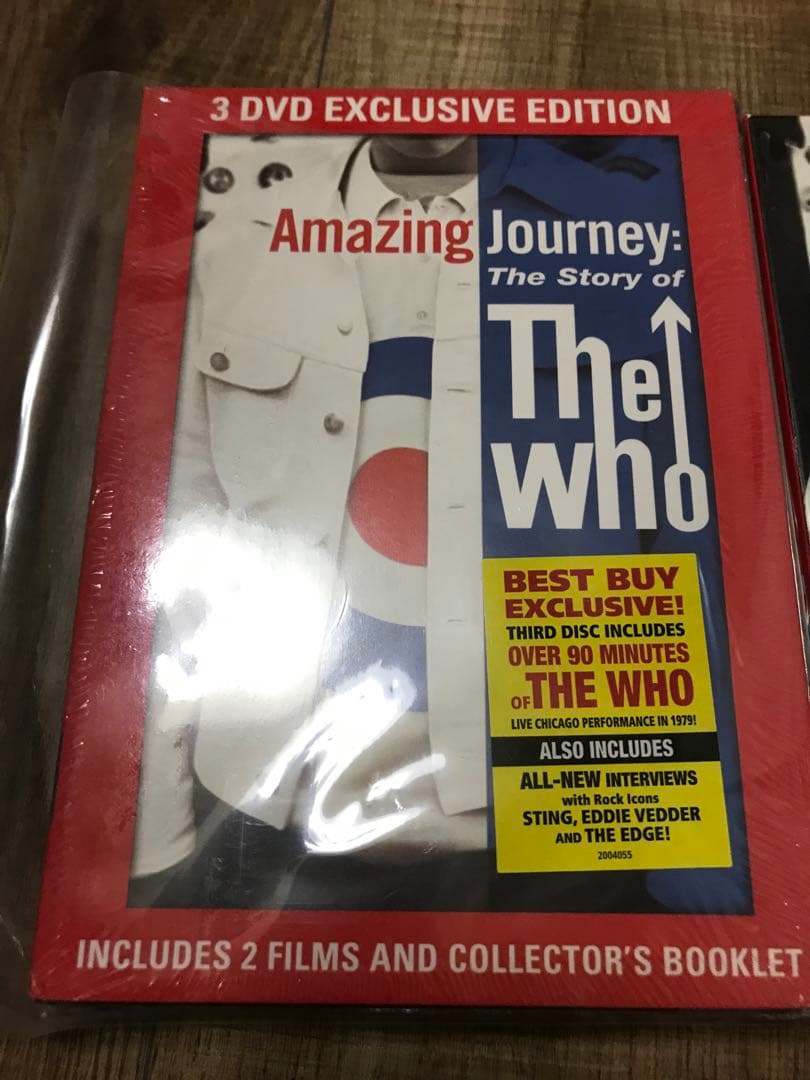 3 DVD EXCLUSIVE EDITION
Amazing Journey:
The Story of
The
who
BEST BUY
EXCLUSIVE!
THIRD DISC INCLUDES
OVER 90 MINUTES
OF THE WHO
LIVE CHICAGO PERFORMANCE IN 1979!
ALSO INCLUDES
ALL-NEW INTERVIEWS
with Rock Icons
STING, EDDIE VEDDER
AND THE EDGE!
2004055
INCLUDES 2 FILMS AND COLLECTOR'S BOOKLET